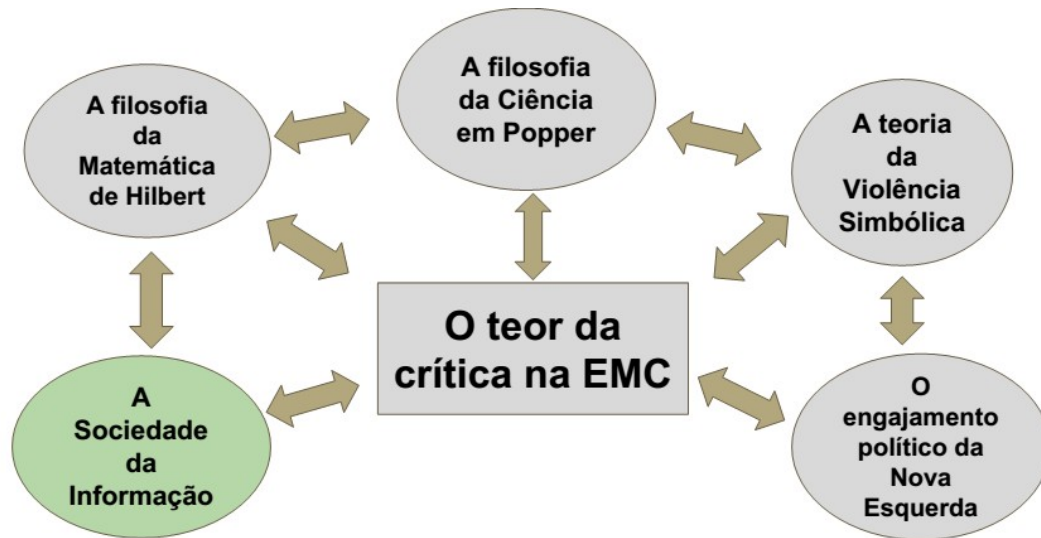 A filosofia
da
Matemática
de Hilbert
A filosofia
da Ciência
em Popper
A teoria
da
Violência
Simbólica
O teor da
crítica na EMC
A
Sociedade
da
Informação
O
engajamento
político da
Nova
Esquerda